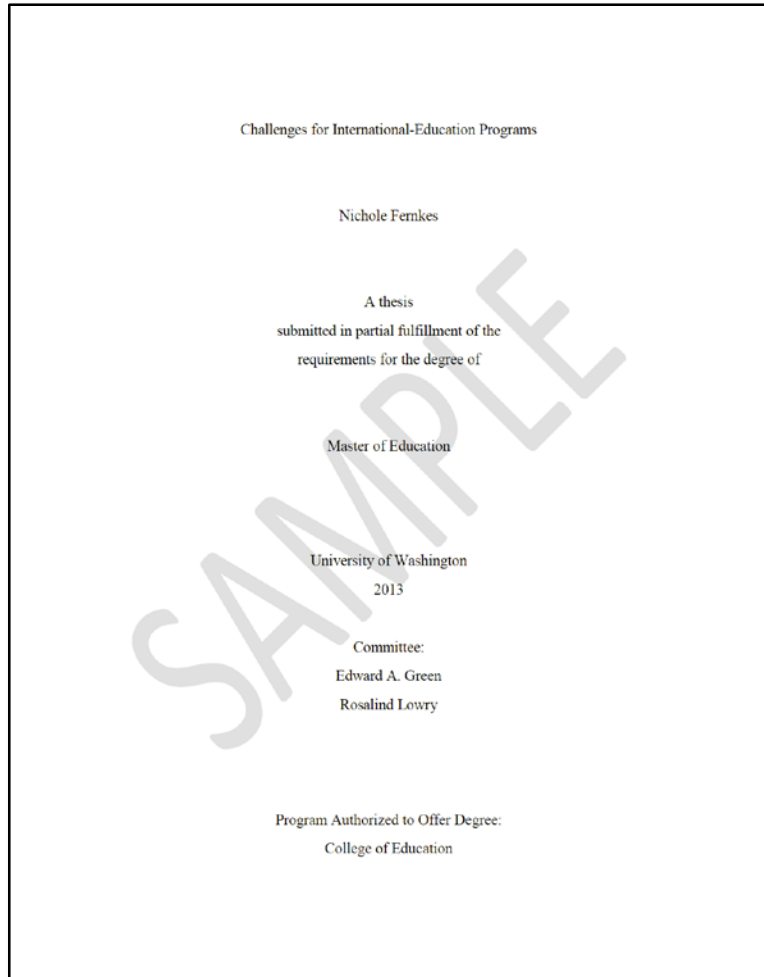 Challenges for International-Education Programs
Nichole Fernkes
A thesis
submitted in partial fulfillment of the
requirements for the degree of
Master of Education
University of Washington
2013
Committee:
Edward A. Green
Rosalind Lowry
Program Authorized to Offer Degree:
College of Education
SAMPLE